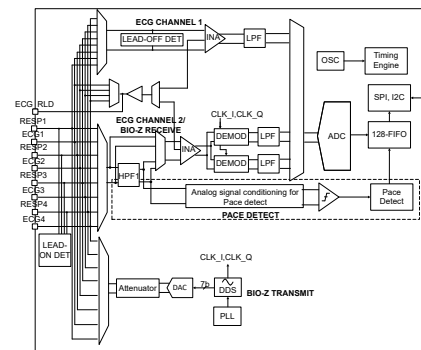 ECG CHANNEL 1
LEAD-OFF DET
INA
LPF
OSC
Timing
Engine
ECG_RLD
RESP1
ECG1
RESP2
ECG2
RESP3
ECG3
RESP4
ECG4
ECG CHANNEL 2/
BIO-Z RECEIVE
CLK_I,CLK_Q
INA
DEMOD
LPF
DEMOD
LPF
ADC
SPI, I2C
128-FIFO
HPF1
Analog signal conditioning for
Pace detect
Pace
Detect
PACE DETECT
LEAD-
ON DET
CLK_I,CLK_Q
Attenuator
DAC
7b
DDS
BIO-Z TRANSMIT
PLL